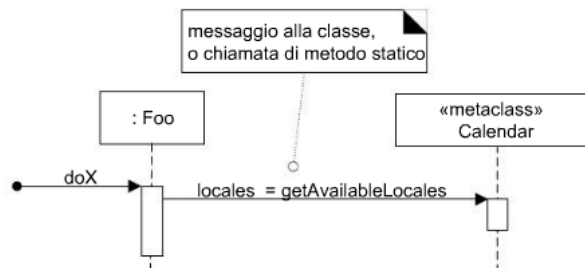 messaggio alla classe,
o chiamata di metodo statico
: Foo
«metaclass»
Calendar
doX
locales = getAvailableLocales